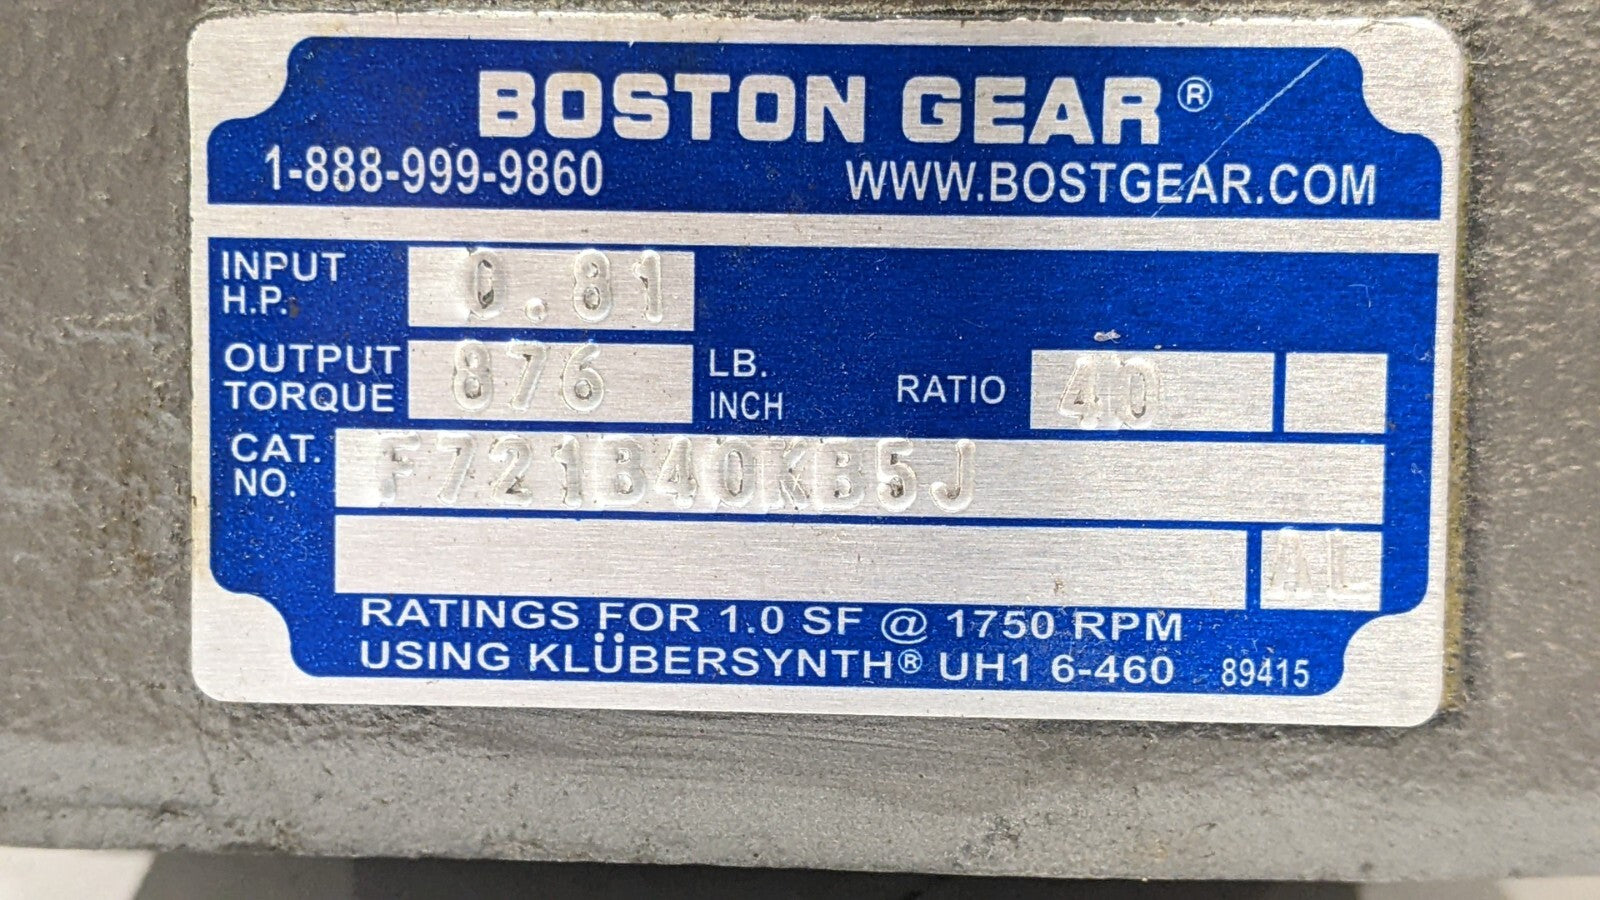 BOSTON GEAR®
1-888-999-9860 WWW.BOSTGEAR.COM
INPUT H.P. 0.81
OUTPUT TORQUE 876 LB. INCH RATIO 40
CAT. NO. F721B40KB5J
AL
RATINGS FOR 1.0 SF @ 1750 RPM
USING KLÜBERSYNTH® UH1 6-460 89415